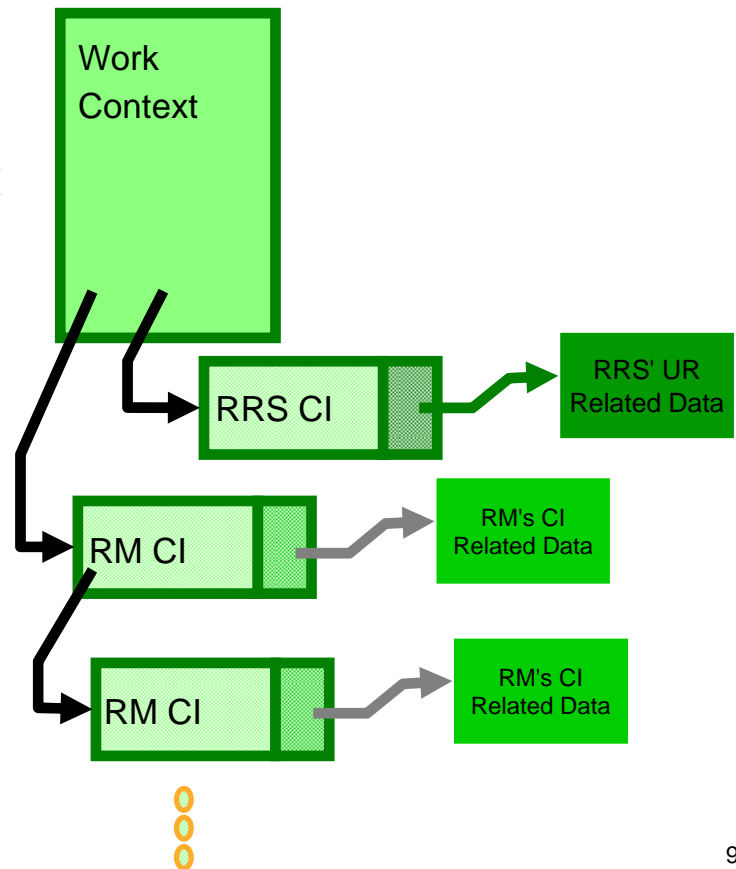 Work
Context
RRS CI
RRS' UR
Related Data
RM CI
RM's CI
Related Data
RM CI
RM's CI
Related Data
9